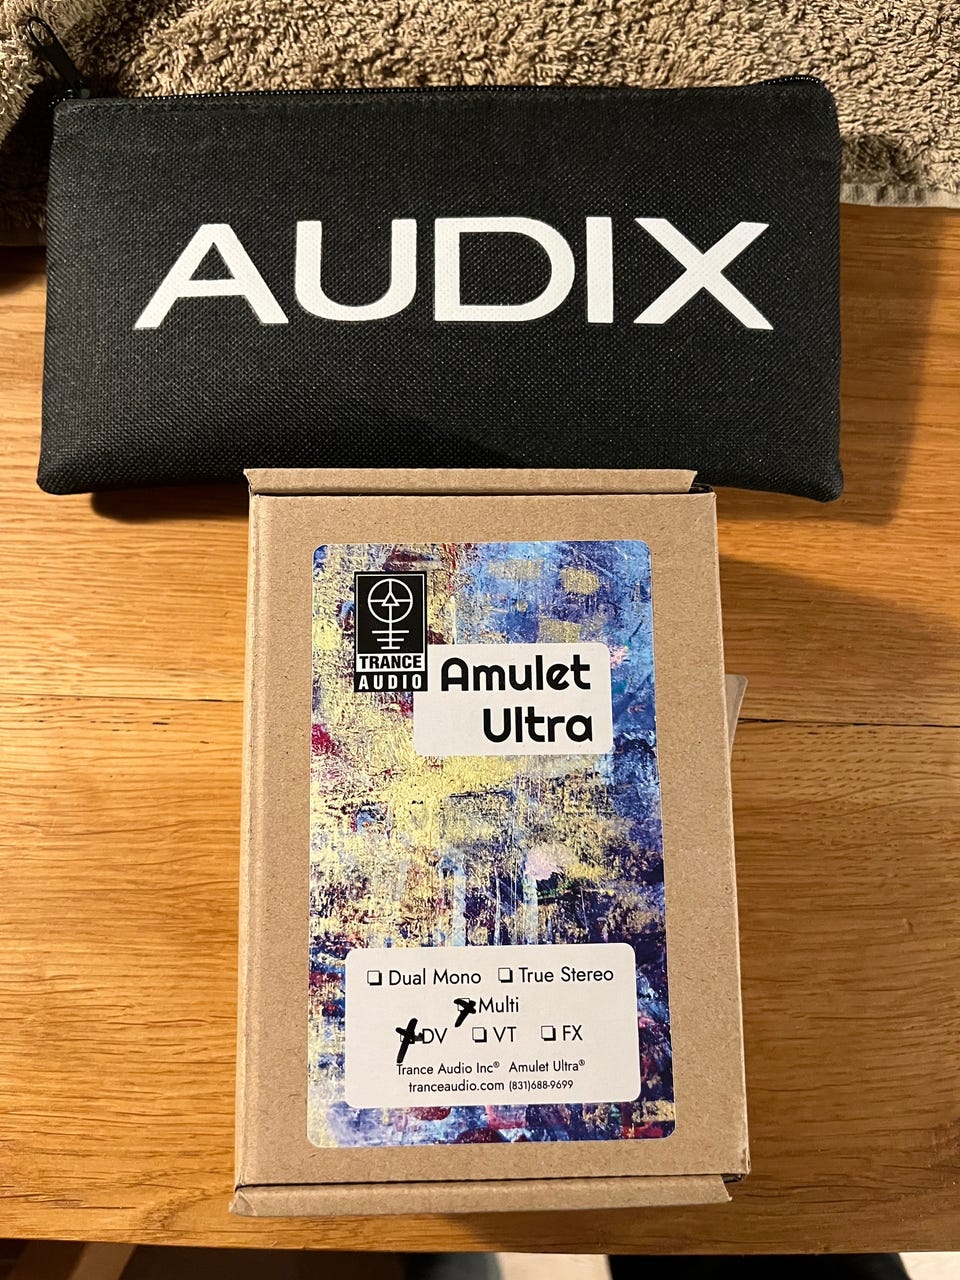 AUDIX
TRANCE
AUDIO
Amulet
Ultra
Dual Mono True Stereo
Multi
DV VT FX
Trance Audio Inc® Amulet Ultra®
tranceaudio.com (831)688-9699